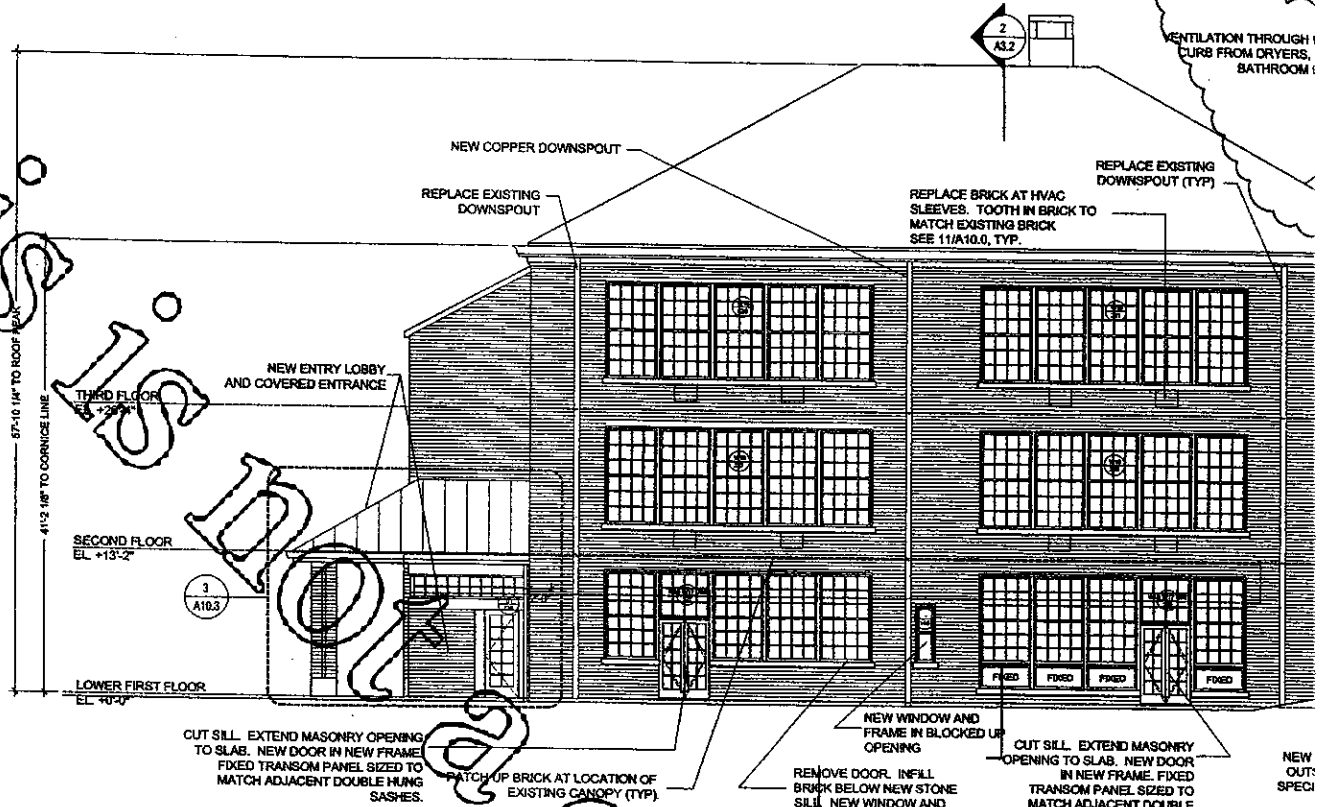 2
A3.2
VENTILATION THROUGH
CURB FROM DRYERS,
BATHROOM
NEW COPPER DOWNSPOUT
REPLACE EXISTING
DOWNSPOUT
REPLACE EXISTING
DOWNSPOUT (TYP)
REPLACE BRICK AT HVAC
SLEEVES. TOOTH IN BRICK TO
MATCH EXISTING BRICK
SEE 11/A10.0, TYP.
57'-10 1/4" TO ROOF PEAK
41'-2 1/8" TO CORNICE LINE
NEW ENTRY LOBBY
AND COVERED ENTRANCE
THIRD FLOOR
SECOND FLOOR
EL. +13'-2"
3
A10.3
LOWER FIRST FLOOR
EL. +0'-0"
is not a
FIXED FIXED FIXED FIXED
CUT SILL. EXTEND MASONRY OPENING
TO SLAB. NEW DOOR IN NEW FRAME
FIXED TRANSOM PANEL SIZED TO
MATCH ADJACENT DOUBLE HUNG
SASHES.
PATCH UP BRICK AT LOCATION OF
EXISTING CANOPY (TYP)
REMOVE DOOR. INFILL
BRICK BELOW NEW STONE
SILL. NEW WINDOW AND
NEW WINDOW AND
FRAME IN BLOCKED UP
OPENING
CUT SILL. EXTEND MASONRY
OPENING TO SLAB. NEW DOOR
IN NEW FRAME. FIXED
TRANSOM PANEL SIZED TO
MATCH ADJACENT DOUBLE
NEW